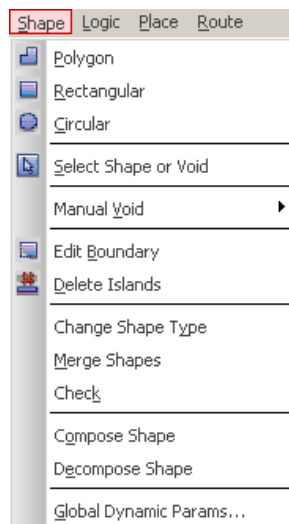 Shape Logic Place Route
Polygon
Rectangular
Circular
Select Shape or Void
Manual Void
Edit Boundary
Delete Islands
Change Shape Type
Merge Shapes
Check
Compose Shape
Decompose Shape
Global Dynamic Params...